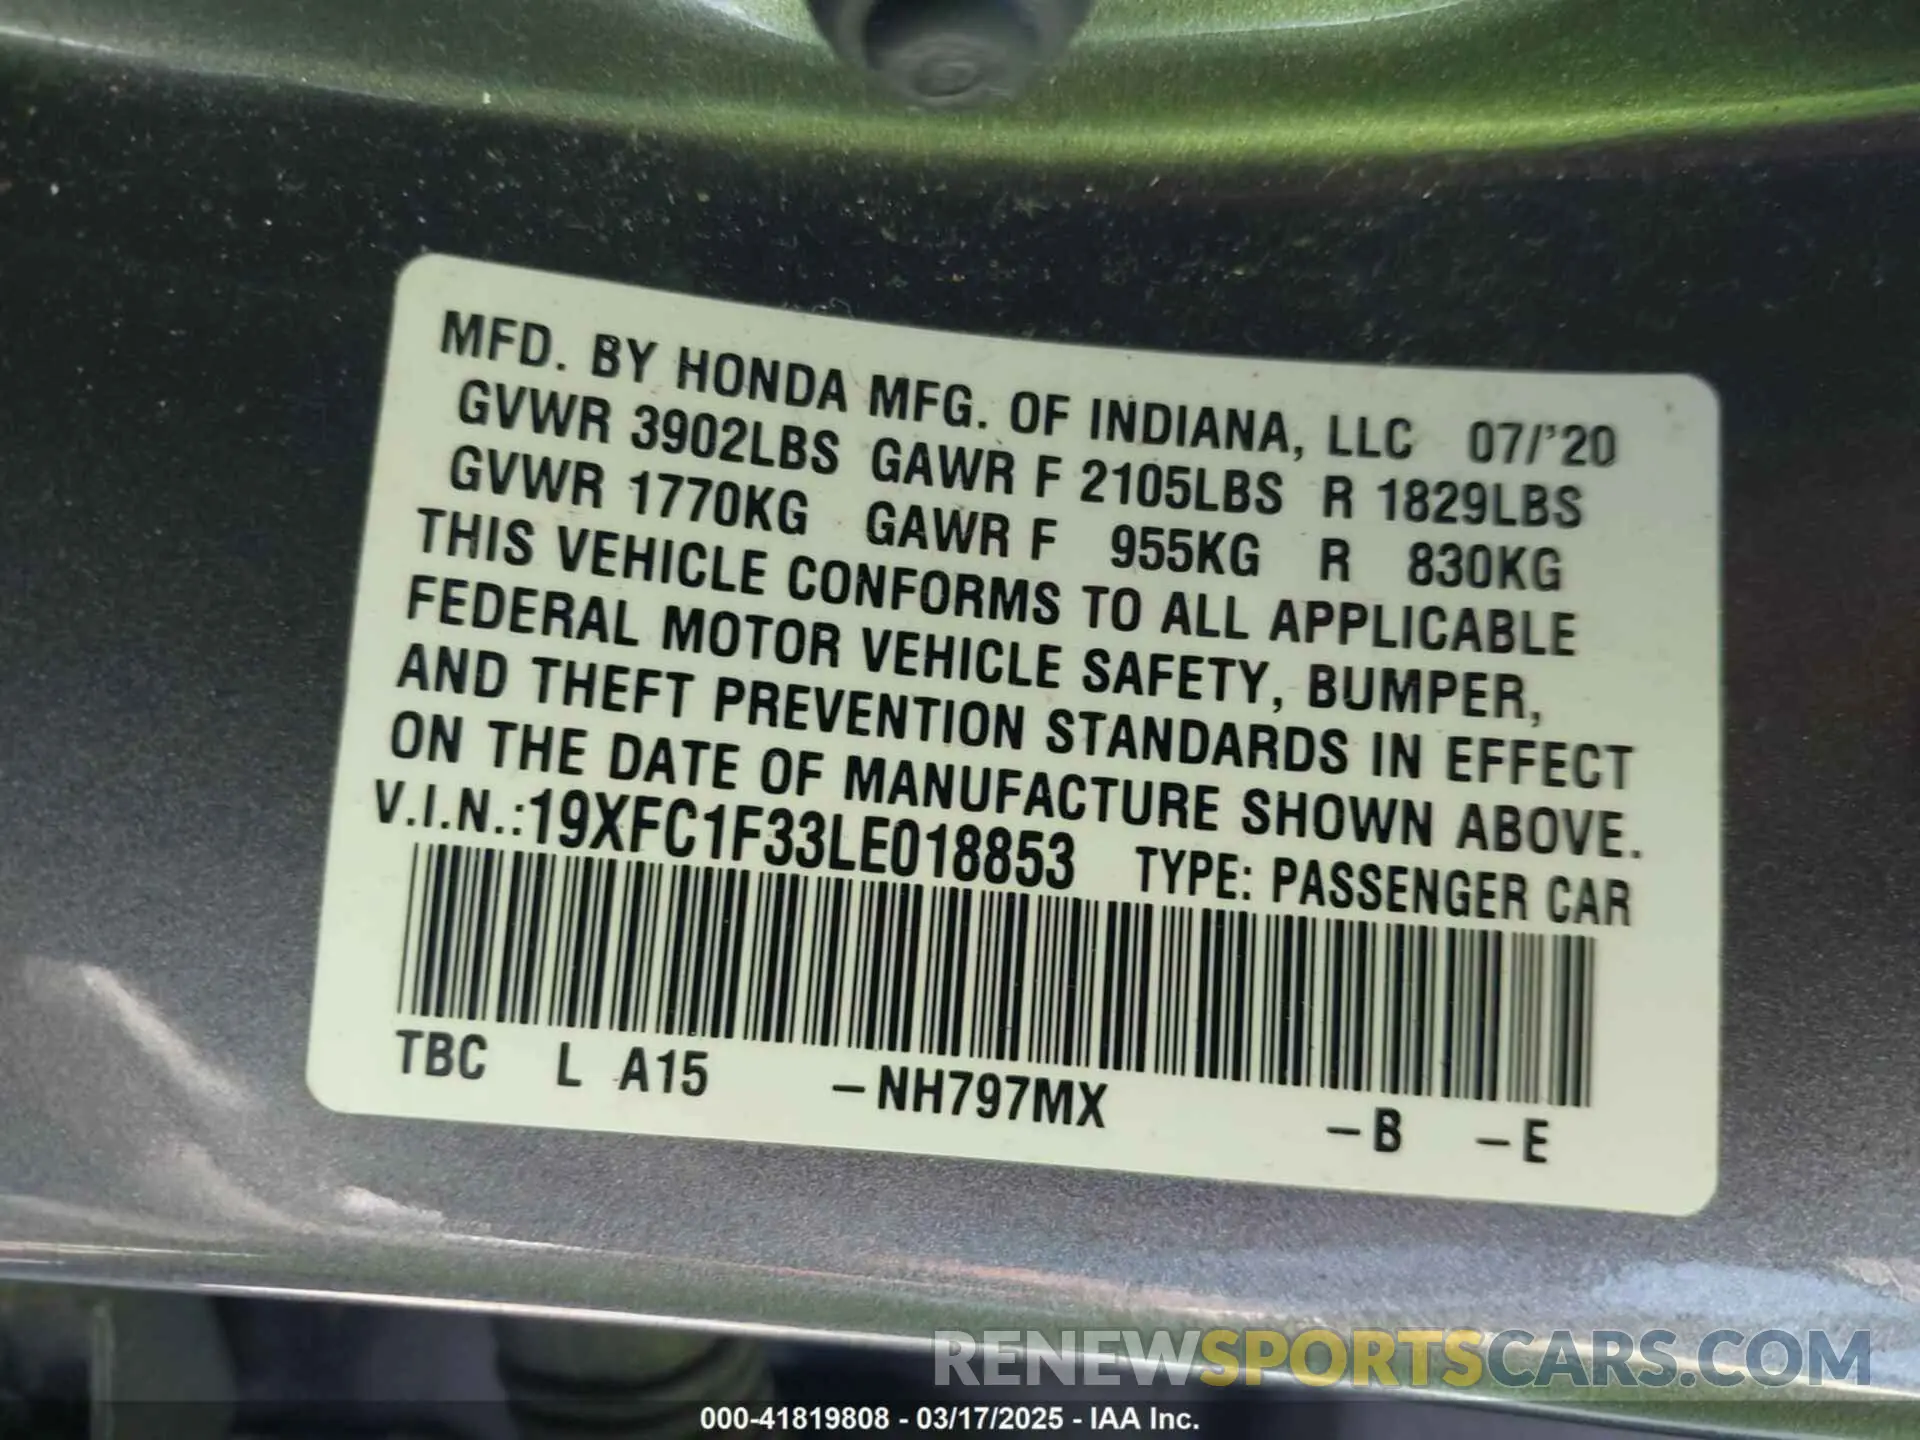 MFD. BY HONDA MFG. OF INDIANA, LLC 07/'20
GVWR 3902LBS GAWR F 2105LBS R 1829LBS
GVWR 1770KG GAWR F 955KG R 830KG
THIS VEHICLE CONFORMS TO ALL APPLICABLE
FEDERAL MOTOR VEHICLE SAFETY, BUMPER,
AND THEFT PREVENTION STANDARDS IN EFFECT
ON THE DATE OF MANUFACTURE SHOWN ABOVE.
V.I.N.:19XFC1F33LE018853 TYPE: PASSENGER CAR
TBC L A15 –NH797MX –B –E
RENEWSPORTSCARS.COM
000-41819808 - 03/17/2025 - IAA Inc.